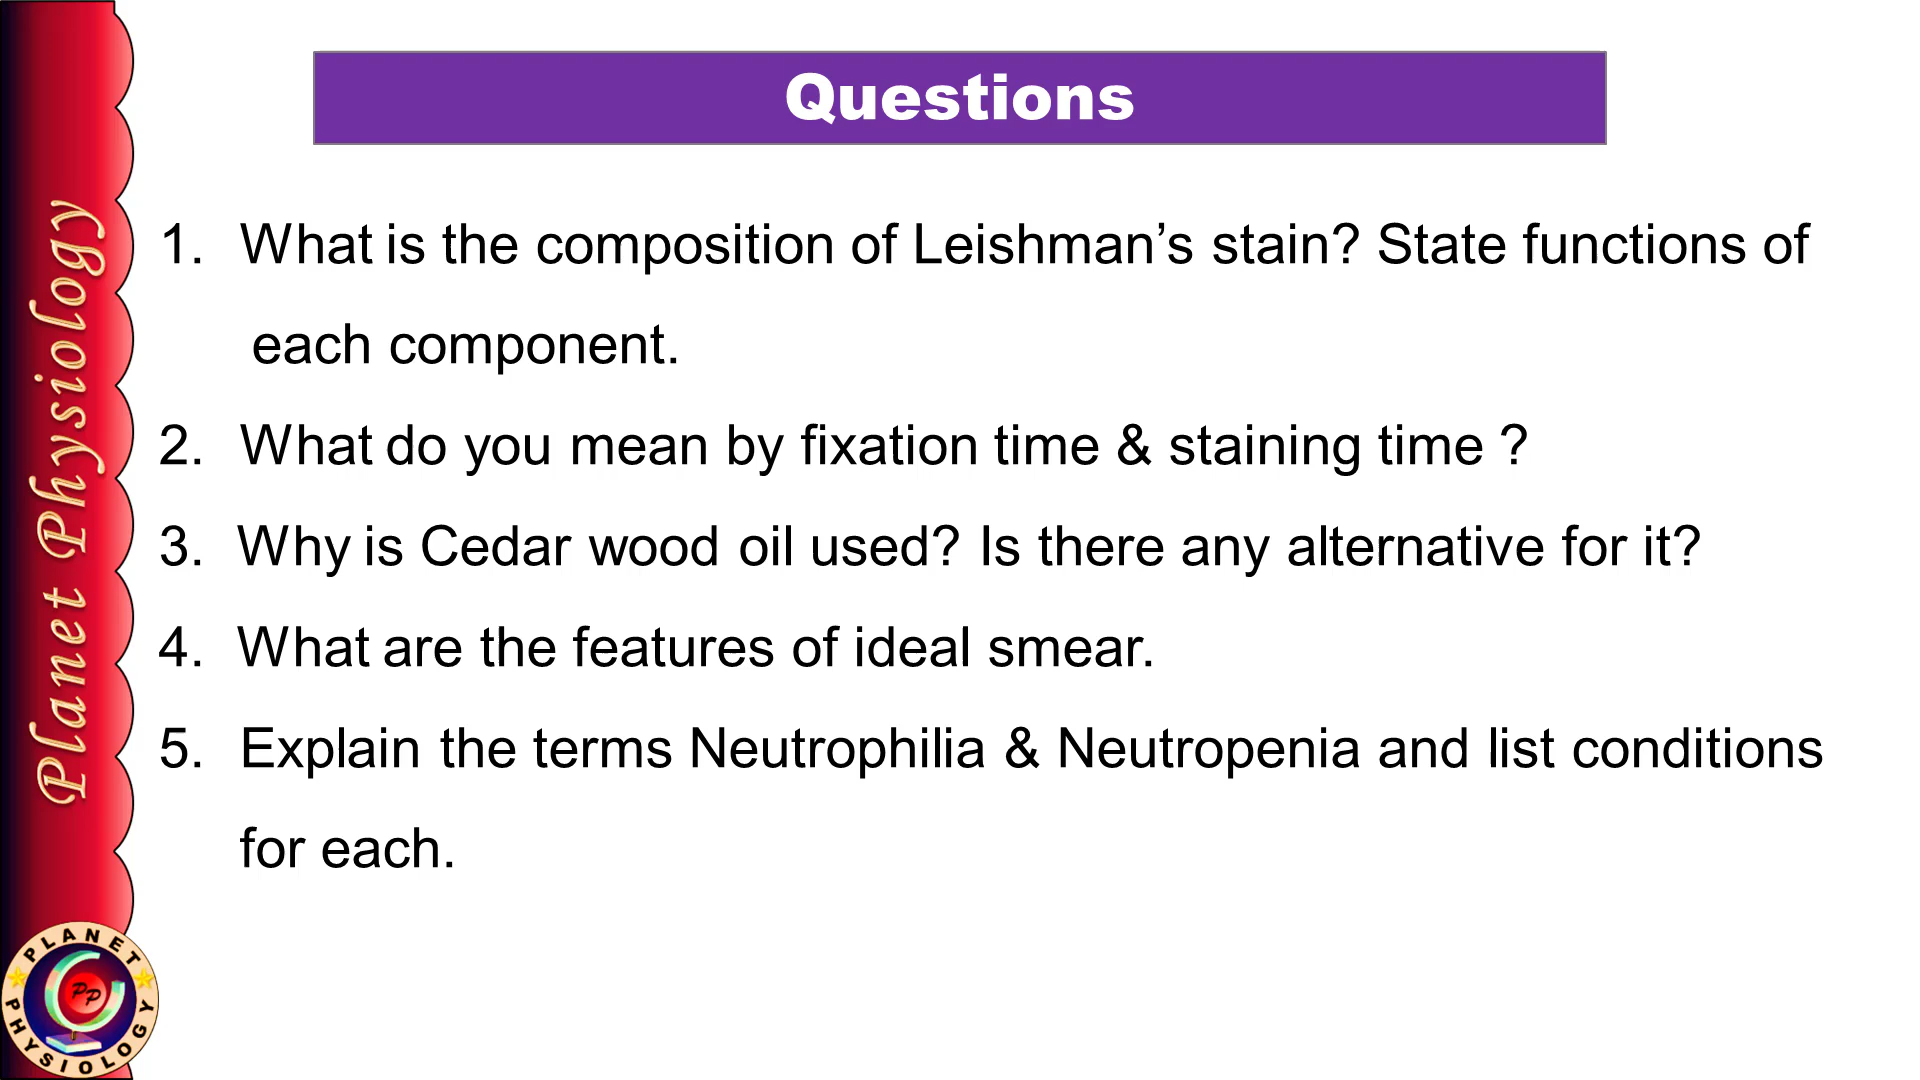 Questions
1. What is the composition of Leishman’s stain? State functions of
each component.
2. What do you mean by fixation time & staining time ?
3. Why is Cedar wood oil used? Is there any alternative for it?
4. What are the features of ideal smear.
5. Explain the terms Neutrophilia & Neutropenia and list conditions
for each.
Planet Physiology
PLANET
PP
PHYSIOLOGY